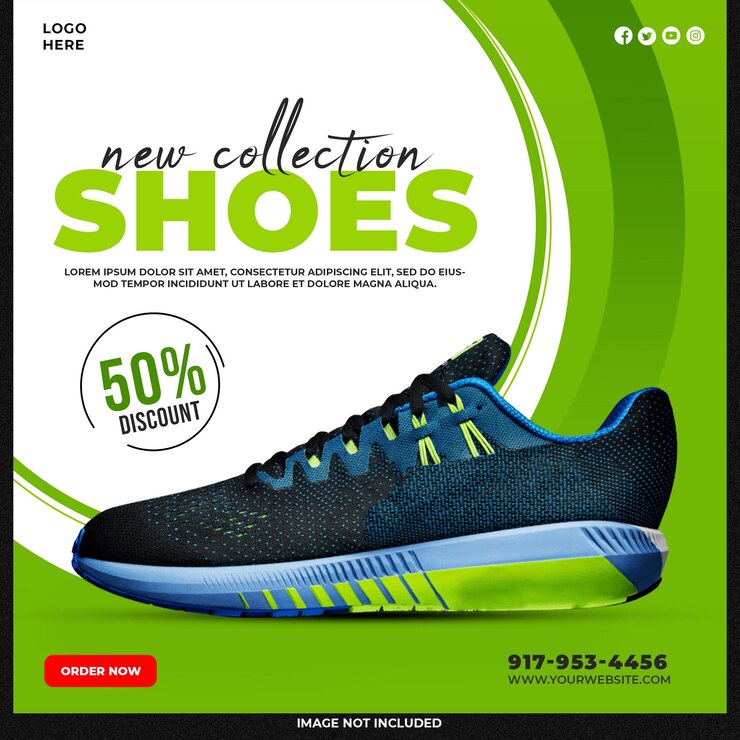 LOGO
HERE
new collection
SHOES
LOREM IPSUM DOLOR SIT AMET, CONSECTETUR ADIPISCING ELIT, SED DO EIUS-
MOD TEMPOR INCIDIDUNT UT LABORE ET DOLORE MAGNA ALIQUA.
50%
DISCOUNT
ORDER NOW
917-953-4456
WWW.YOURWEBSITE.COM
IMAGE NOT INCLUDED